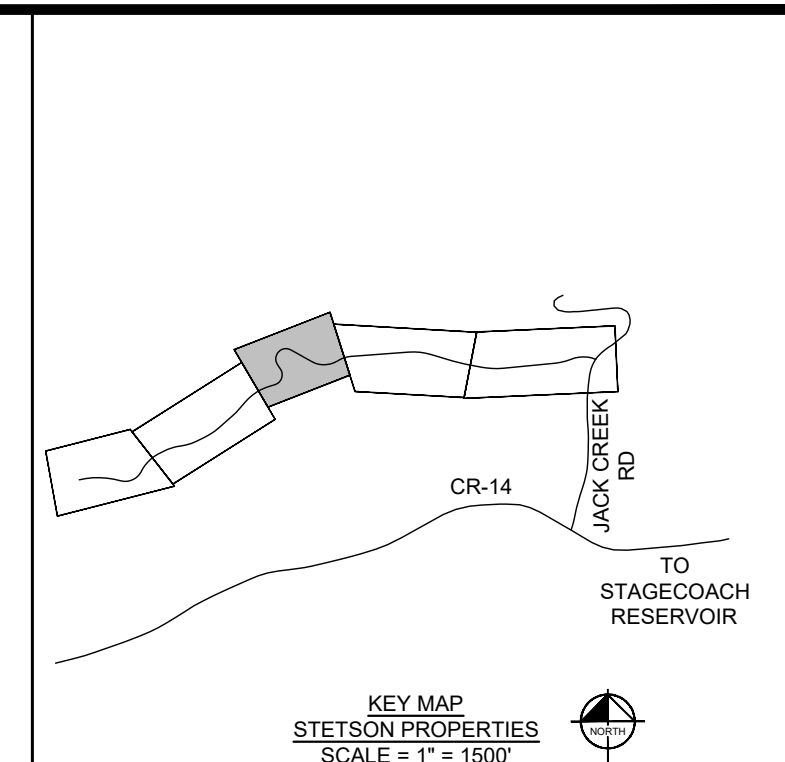 CR-14
JACK CREEK
RD
TO
STAGECOACH
RESERVOIR
KEY MAP
STETSON PROPERTIES
SCALE = 1" = 1500'
NORTH